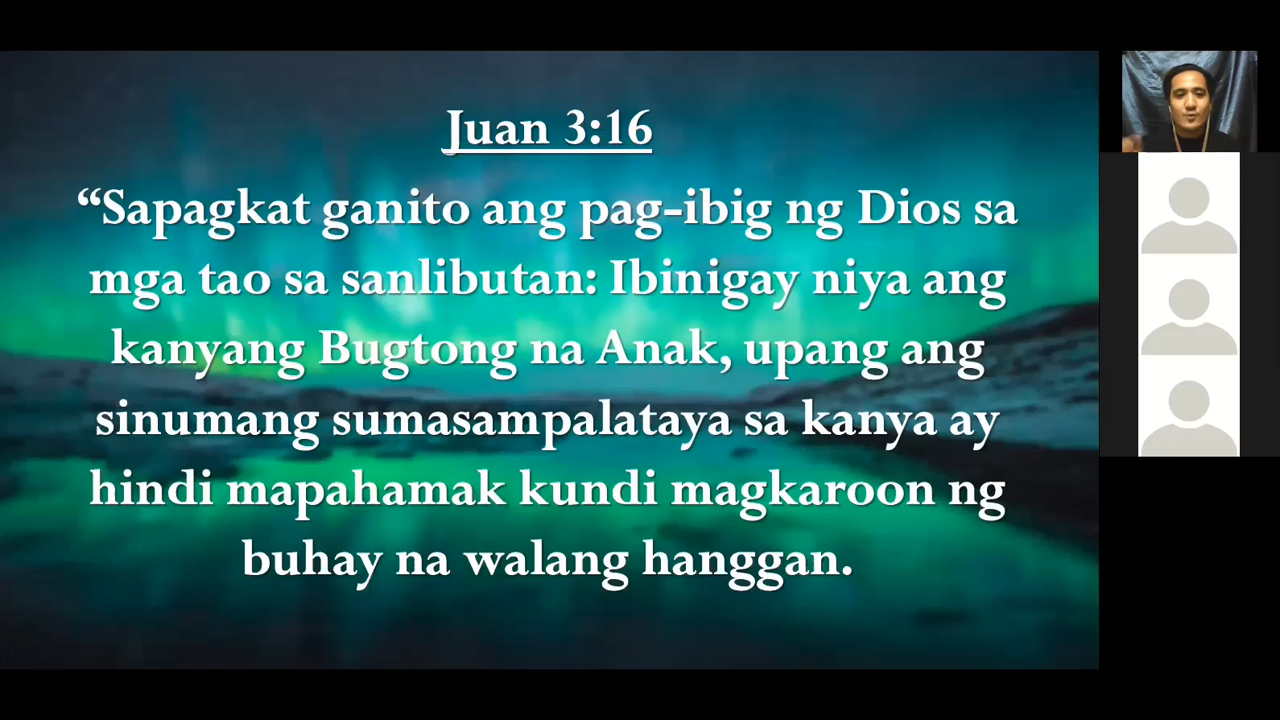 Juan 3:16
“Sapagkat ganito ang pag-ibig ng Dios sa
mga tao sa sanlibutan: Ibinigay niya ang
kanyang Bugtong na Anak, upang ang
sinumang sumasampalataya sa kanya ay
hindi mapahamak kundi magkaroon ng
buhay na walang hanggan.